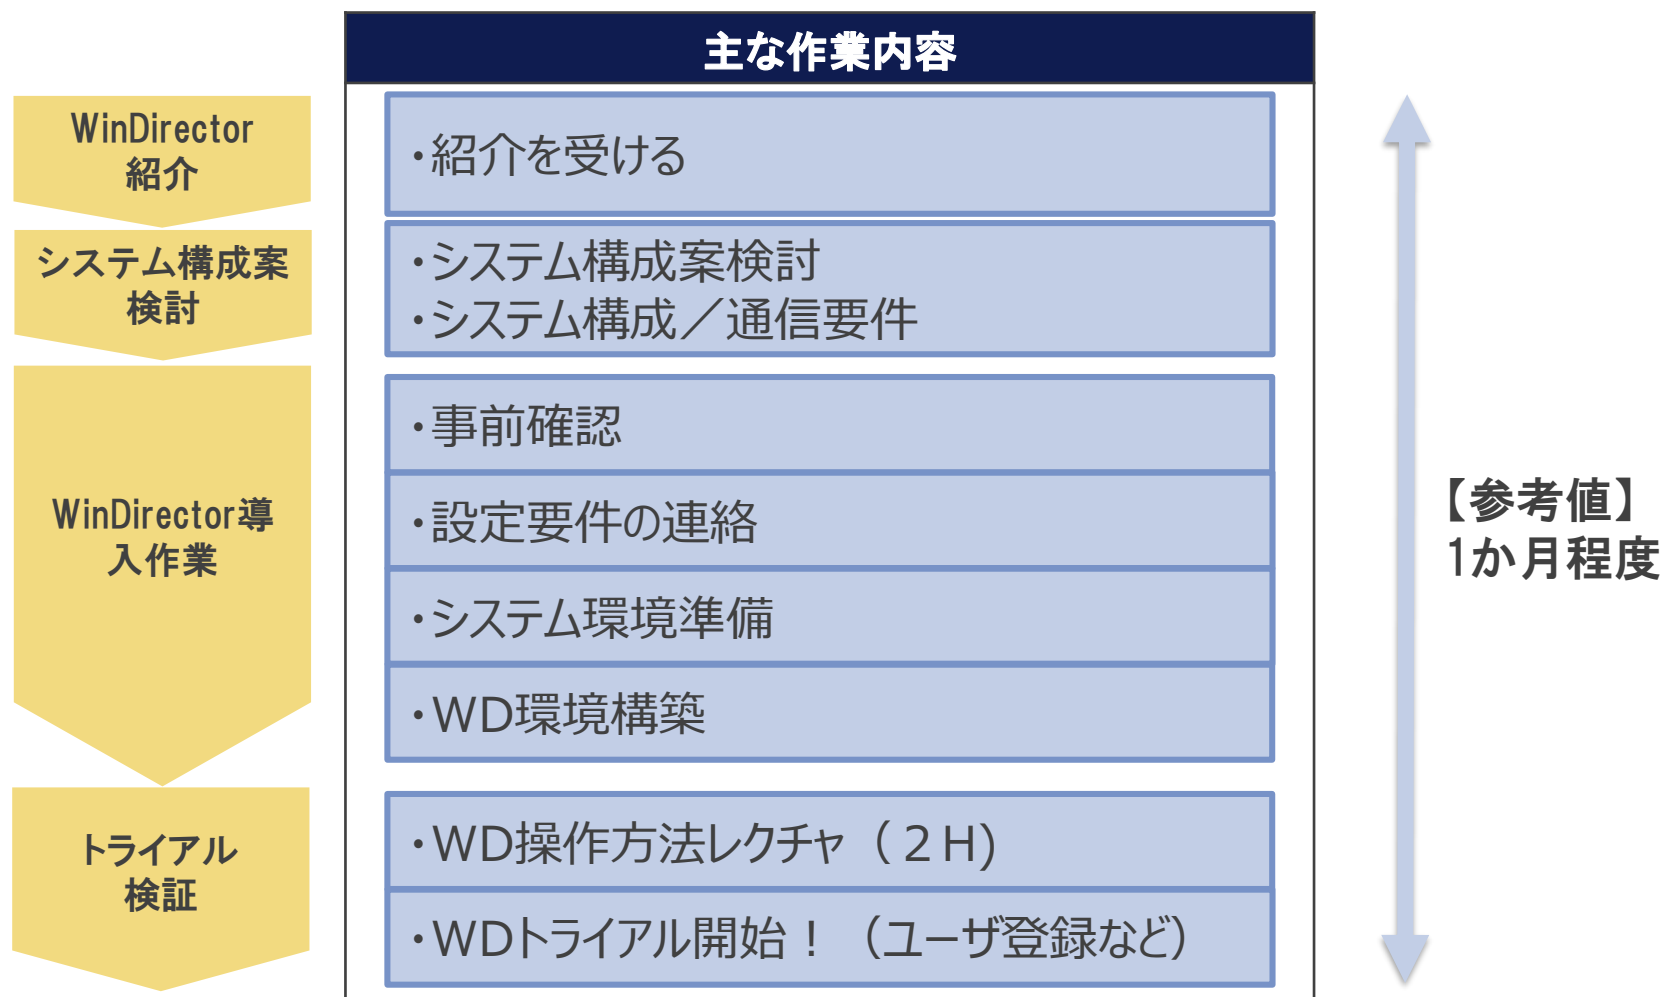 主な作業内容
WinDirector
紹介
・紹介を受ける
システム構成案
検討
・システム構成案検討
・システム構成／通信要件
WinDirector導
入作業
・事前確認
・設定要件の連絡
・システム環境準備
・WD環境構築
トライアル
検証
・WD操作方法レクチャ（２H)
・WDトライアル開始！（ユーザ登録など）
【参考値】
1か月程度